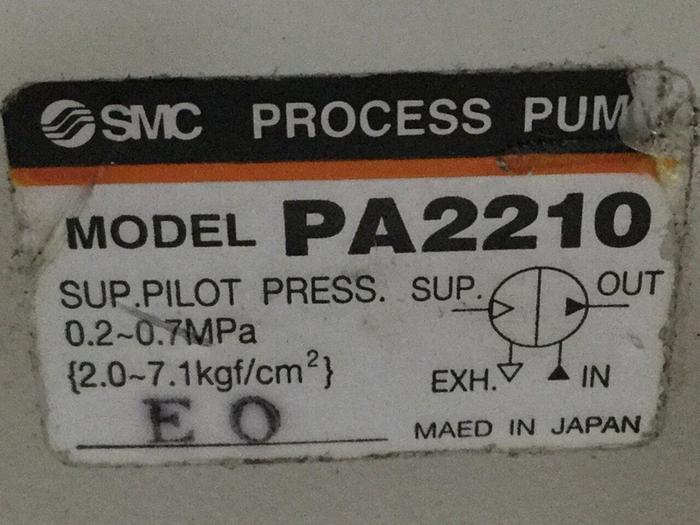 SMC PROCESS PUM
MODEL PA2210
SUP.PILOT PRESS.
0.2~0.7MPa
{2.0~7.1kgf/cm²}
E O
SUP. OUT
EXH. IN
MAED IN JAPAN